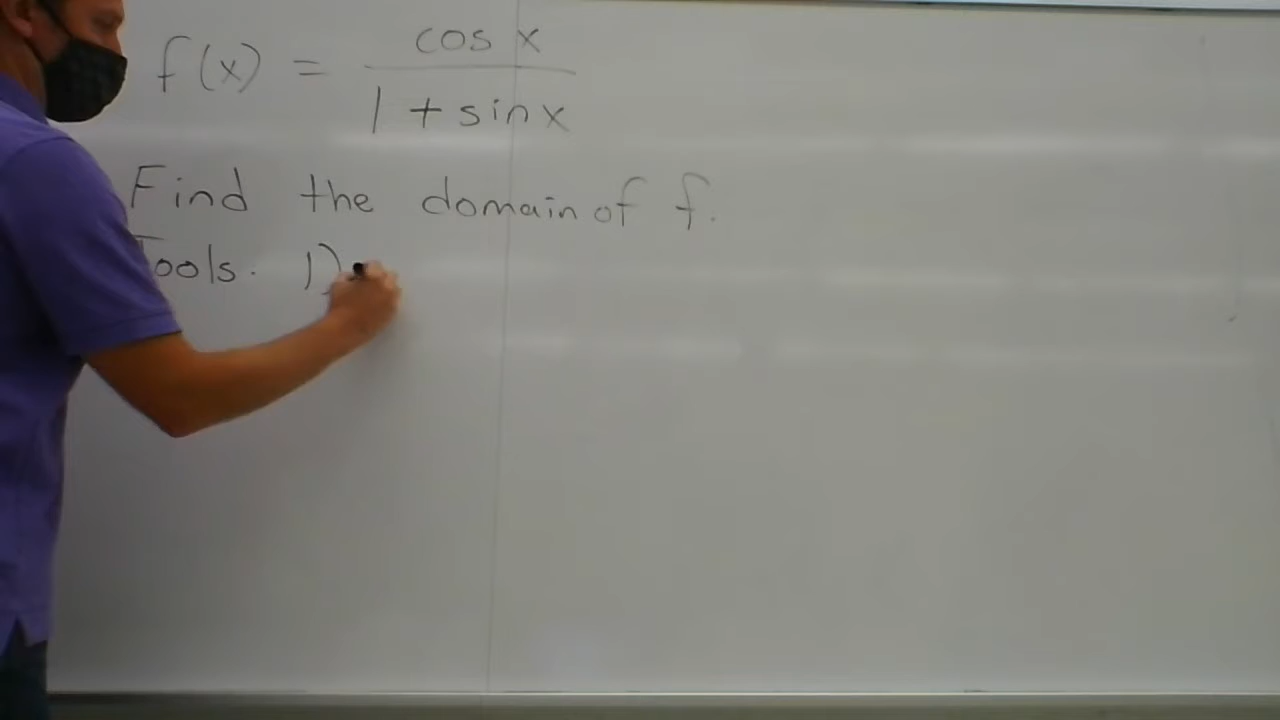 f(x) = cos x / 1 + sin x
Find the domain of f.
Tools. 1)